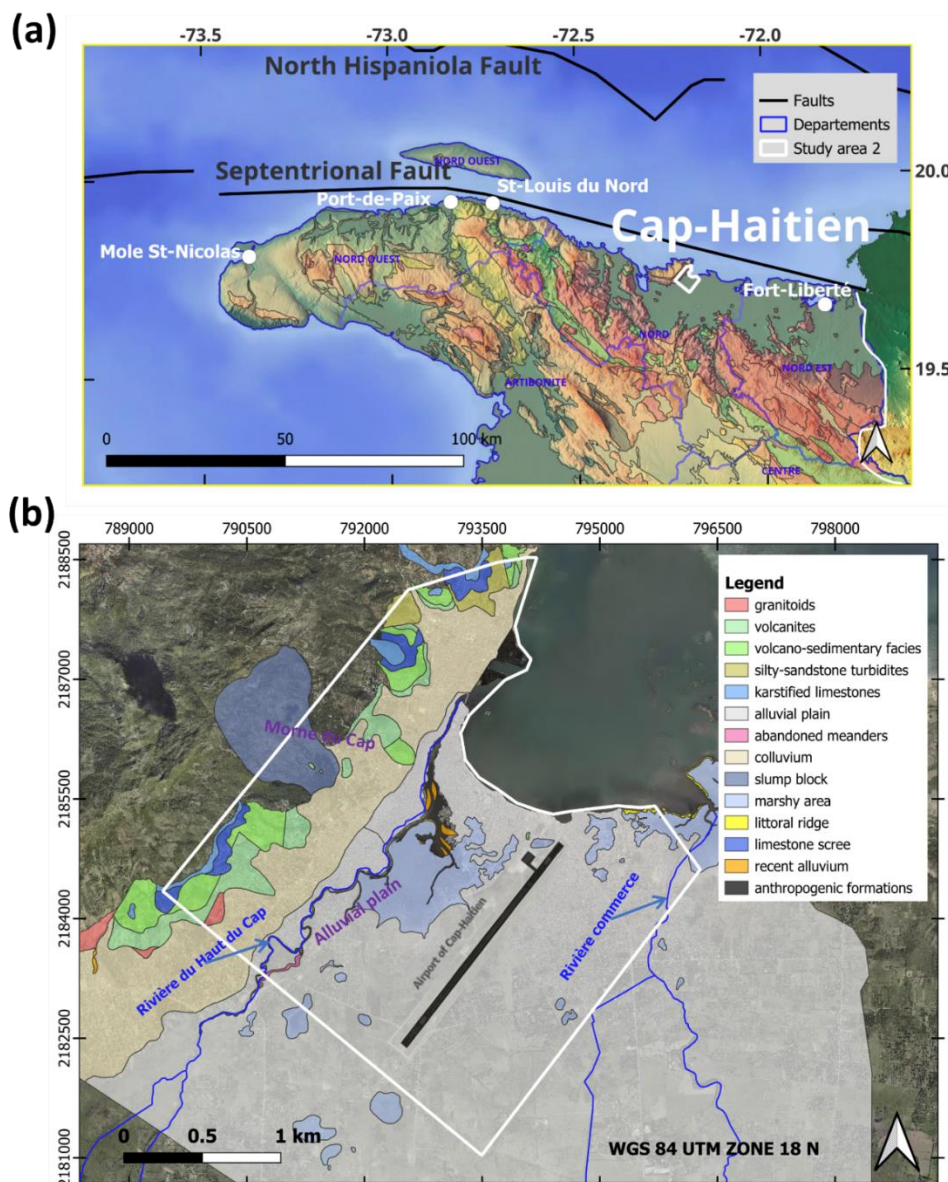 (a)
-73.5
-73.0
-72.5
-72.0
North Hispaniola Fault
Faults
Departements
Study area 2
NORD OUEST
20.0
Septentrional Fault
St-Louis du Nord
Port-de-Paix
Cap-Haitien
Mole St-Nicolas
NORD OUEST
Fort-Liberté
NORD
NORD EST
19.5
ARTIBONITE
0
50
100 km
CENTRE
(b)
789000
790500
792000
793500
795000
796500
798000
2188500
2187000
2185500
2184000
2182500
2181000
Legend
granitoids
volcanites
volcano-sedimentary facies
silty-sandstone turbidites
karstified limestones
alluvial plain
abandoned meanders
colluvium
slump block
marshy area
littoral ridge
limestone scree
recent alluvium
anthropogenic formations
Morne du Cap
Alluvial plain
Rivière du Haut du Cap
Airport of Cap-Haitien
Rivière commerce
0
0.5
1 km
WGS 84 UTM ZONE 18 N